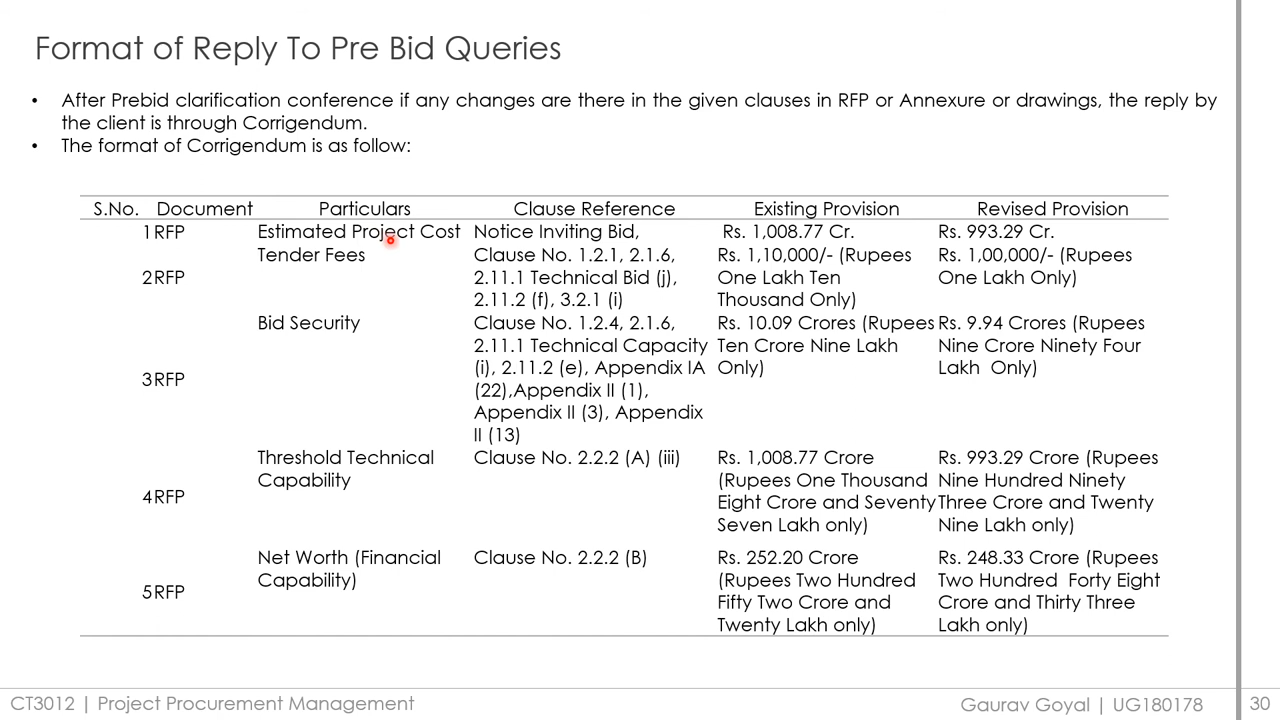 Format of Reply To Pre Bid Queries
• After Prebid clarification conference if any changes are there in the given clauses in RFP or Annexure or drawings, the reply by
the client is through Corrigendum.
• The format of Corrigendum is as follow:
S.No. Document Particulars Clause Reference Existing Provision Revised Provision
1 RFP Estimated Project Cost Notice Inviting Bid, Rs. 1,008.77 Cr. Rs. 993.29 Cr.
Tender Fees Clause No. 1.2.1, 2.1.6, Rs. 1,10,000/- (Rupees Rs. 1,00,000/- (Rupees
2 RFP 2.11.1 Technical Bid (j), One Lakh Ten One Lakh Only)
2.11.2 (f), 3.2.1 (i) Thousand Only)
Bid Security Clause No. 1.2.4, 2.1.6, Rs. 10.09 Crores (Rupees Rs. 9.94 Crores (Rupees
2.11.1 Technical Capacity Ten Crore Nine Lakh Nine Crore Ninety Four
(i), 2.11.2 (e), Appendix IA Only) Lakh Only)
3 RFP
(22),Appendix II (1),
Appendix II (3), Appendix
II (13)
Threshold Technical Clause No. 2.2.2 (A) (iii) Rs. 1,008.77 Crore Rs. 993.29 Crore (Rupees
Capability (Rupees One Thousand Nine Hundred Ninety
4 RFP Eight Crore and Seventy Three Crore and Twenty
Seven Lakh only) Nine Lakh only)
Net Worth (Financial Clause No. 2.2.2 (B) Rs. 252.20 Crore Rs. 248.33 Crore (Rupees
Capability) (Rupees Two Hundred Two Hundred Forty Eight
5 RFP Fifty Two Crore and Crore and Thirty Three
Twenty Lakh only) Lakh only)
CT3012 | Project Procurement Management Gaurav Goyal | UG180178 30